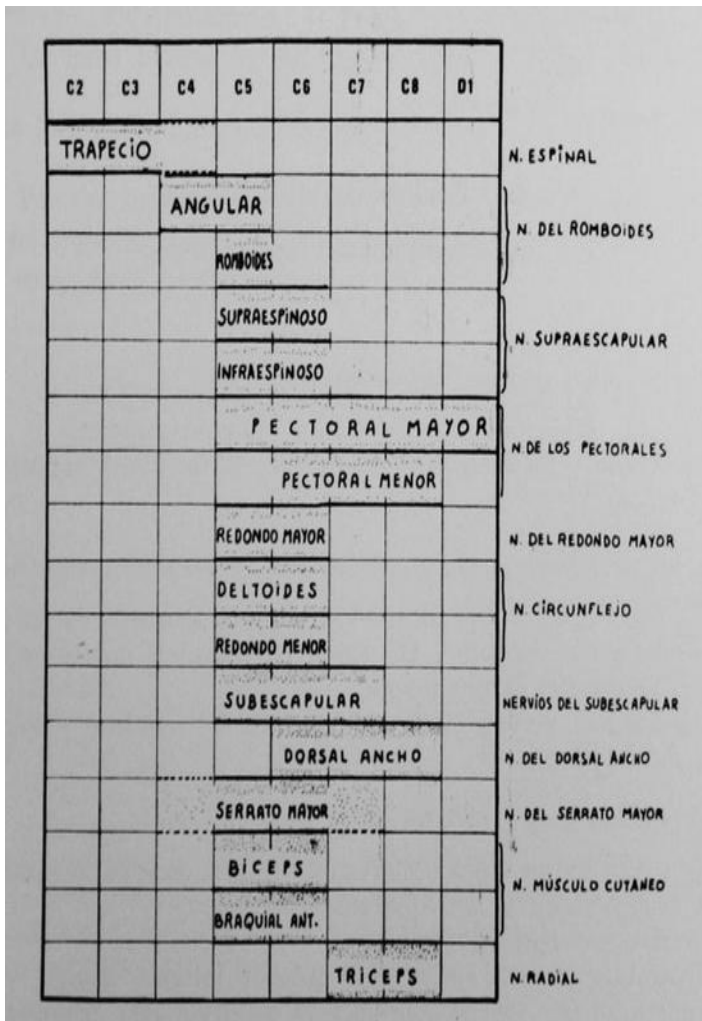 C2 C3 C4 C5 C6 C7 C8 D1
TRAPECIO N. ESPINAL
ANGULAR
N. DEL ROMBOIDES
ROMBOIDES
SUPRAESPINOSO
N. SUPRAESCAPULAR
INFRAESPINOSO
PECTORAL MAYOR
N. DE LOS PECTORALES
PECTORAL MENOR
REDONDO MAYOR N. DEL REDONDO MAYOR
DELTOIDES
N. CIRCUNFLEJO
REDONDO MENOR
SUBESCAPULAR NERVIOS DEL SUBESCAPULAR
DORSAL ANCHO N. DEL DORSAL ANCHO
SERRATO MAYOR N. DEL SERRATO MAYOR
BICEPS
N. MÚSCULO CUTANEO
BRAQUIAL ANT.
TRICEPS N. RADIAL